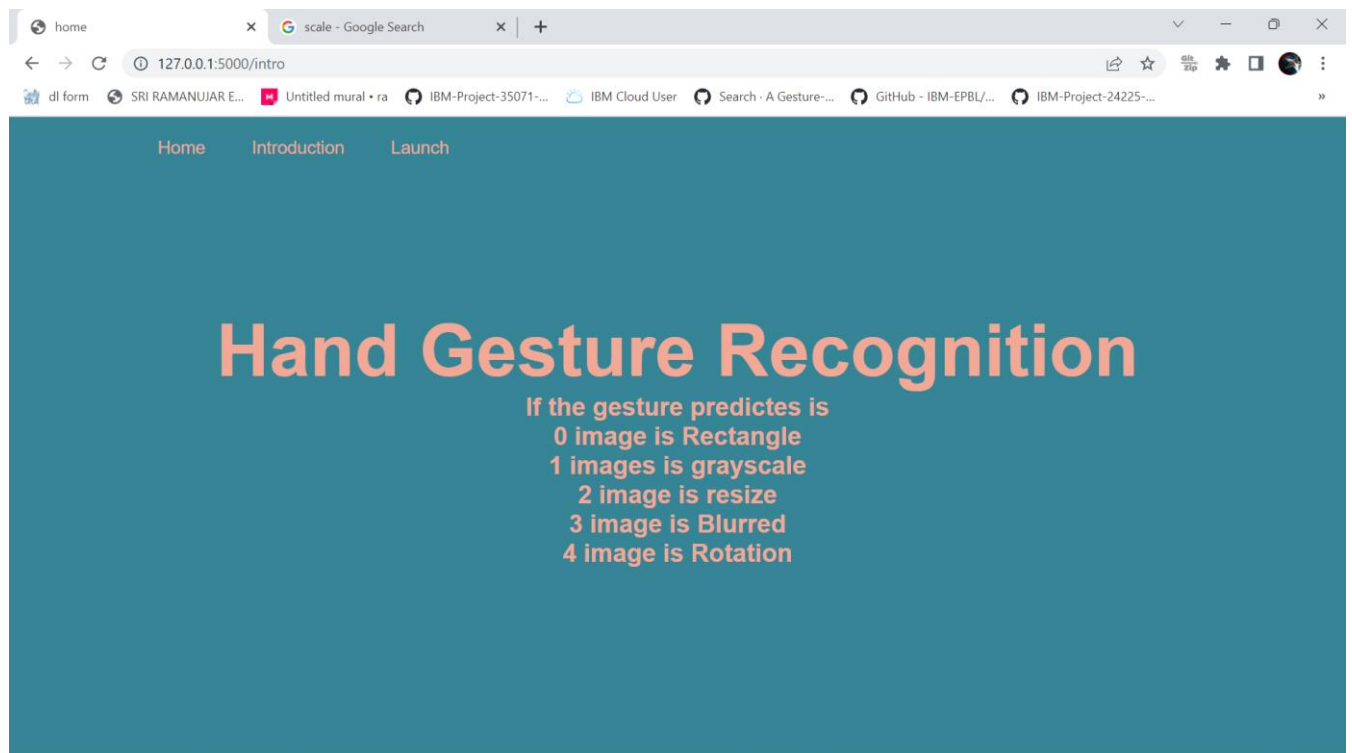 home
scale - Google Search
127.0.0.1:5000/intro
Git Zip
dl form SRI RAMANUJAR E... Untitled mural • ra IBM-Project-35071-... IBM Cloud User Search · A Gesture-... GitHub - IBM-EPBL/... IBM-Project-24225-...
Home Introduction Launch
Hand Gesture Recognition
If the gesture predictes is
0 image is Rectangle
1 images is grayscale
2 image is resize
3 image is Blurred
4 image is Rotation